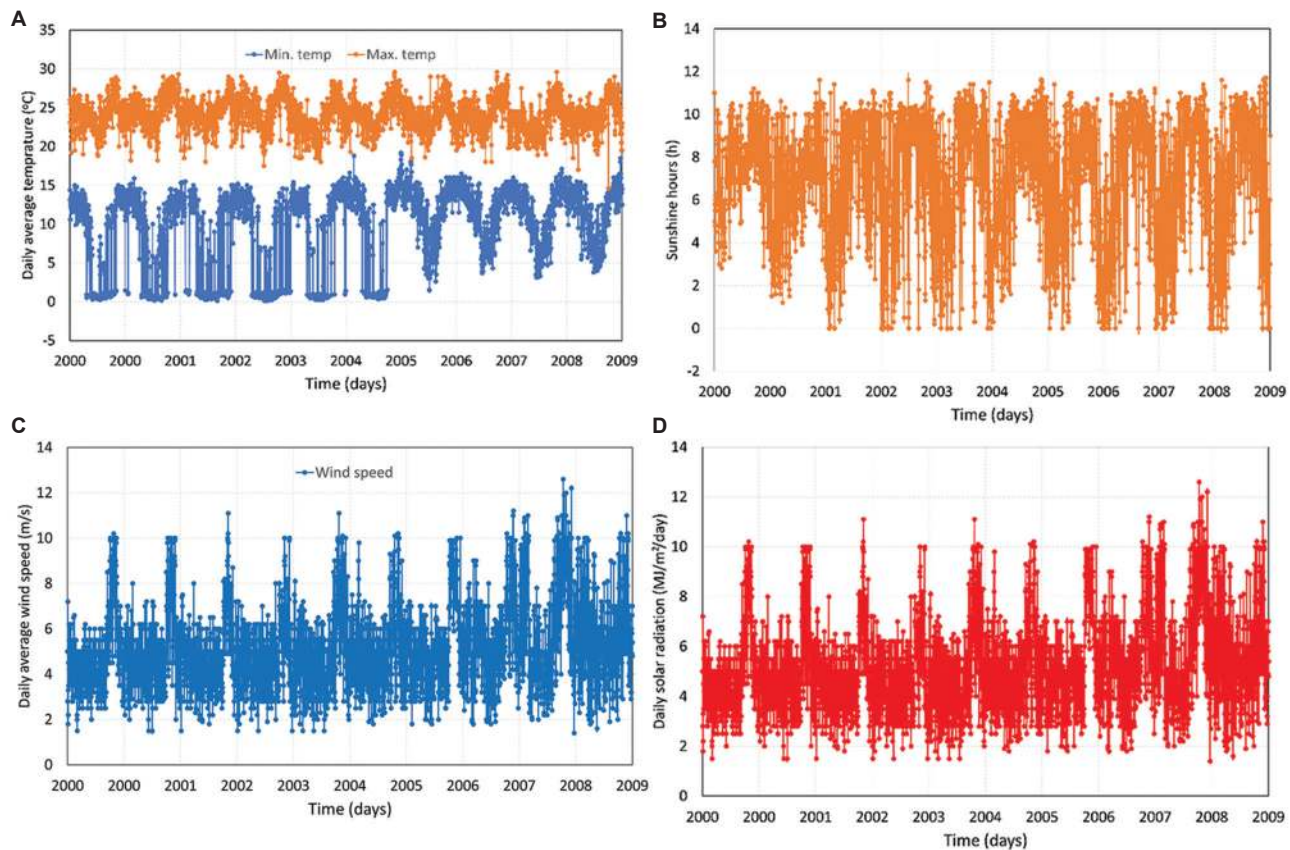 A
Min. temp Max. temp
Daily average temprature (ºC)
35
30
25
20
15
10
5
0
-5
2000 2000 2001 2002 2003 2004 2005 2006 2007 2008 2009
Time (days)
B
Sunshine hours (h)
14
12
10
8
6
4
2
0
-2
2000 2000 2001 2002 2003 2004 2005 2006 2007 2008 2009
Time (days)
C
Wind speed
Daily average wind speed (m/s)
14
12
10
8
6
4
2
0
2000 2000 2001 2002 2003 2004 2005 2006 2007 2008 2009
Time (days)
D
Daily solar radiation (MJ/m²/day)
14
12
10
8
6
4
2
0
2000 2000 2001 2002 2003 2004 2005 2006 2007 2008 2009
Time (days)